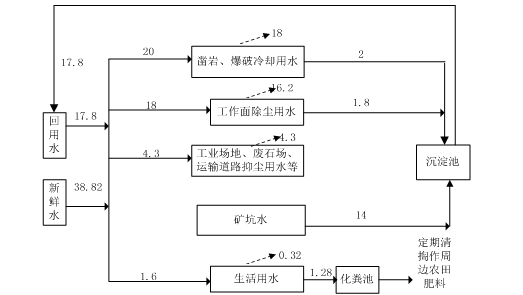 18
20
凿岩、爆破冷却用水
2
17.8
16.2
回用水
17.8
18
工作面除尘用水
1.8
4.3
4.3
工业场地、废石场、
运输道路抑尘用水等
沉淀池
新鲜水
38.82
矿坑水
14
定期清
掏作周
边农田
肥料
0.32
1.6
生活用水
1.28
化粪池